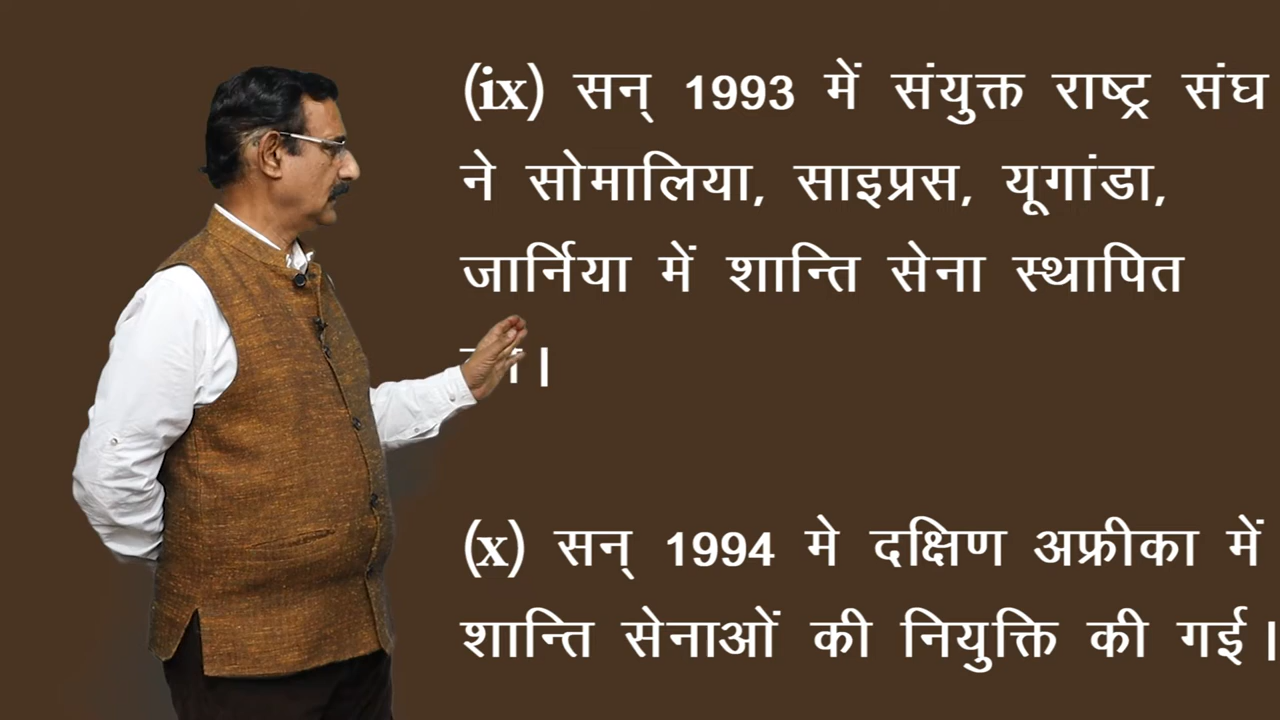 (ix) सन् 1993 में संयुक्त राष्ट्र संघ
ने सोमालिया, साइप्रस, यूगांडा,
जार्निया में शान्ति सेना स्थापित
(x) सन् 1994 मे दक्षिण अफ्रीका में
शान्ति सेनाओं की नियुक्ति की गई।